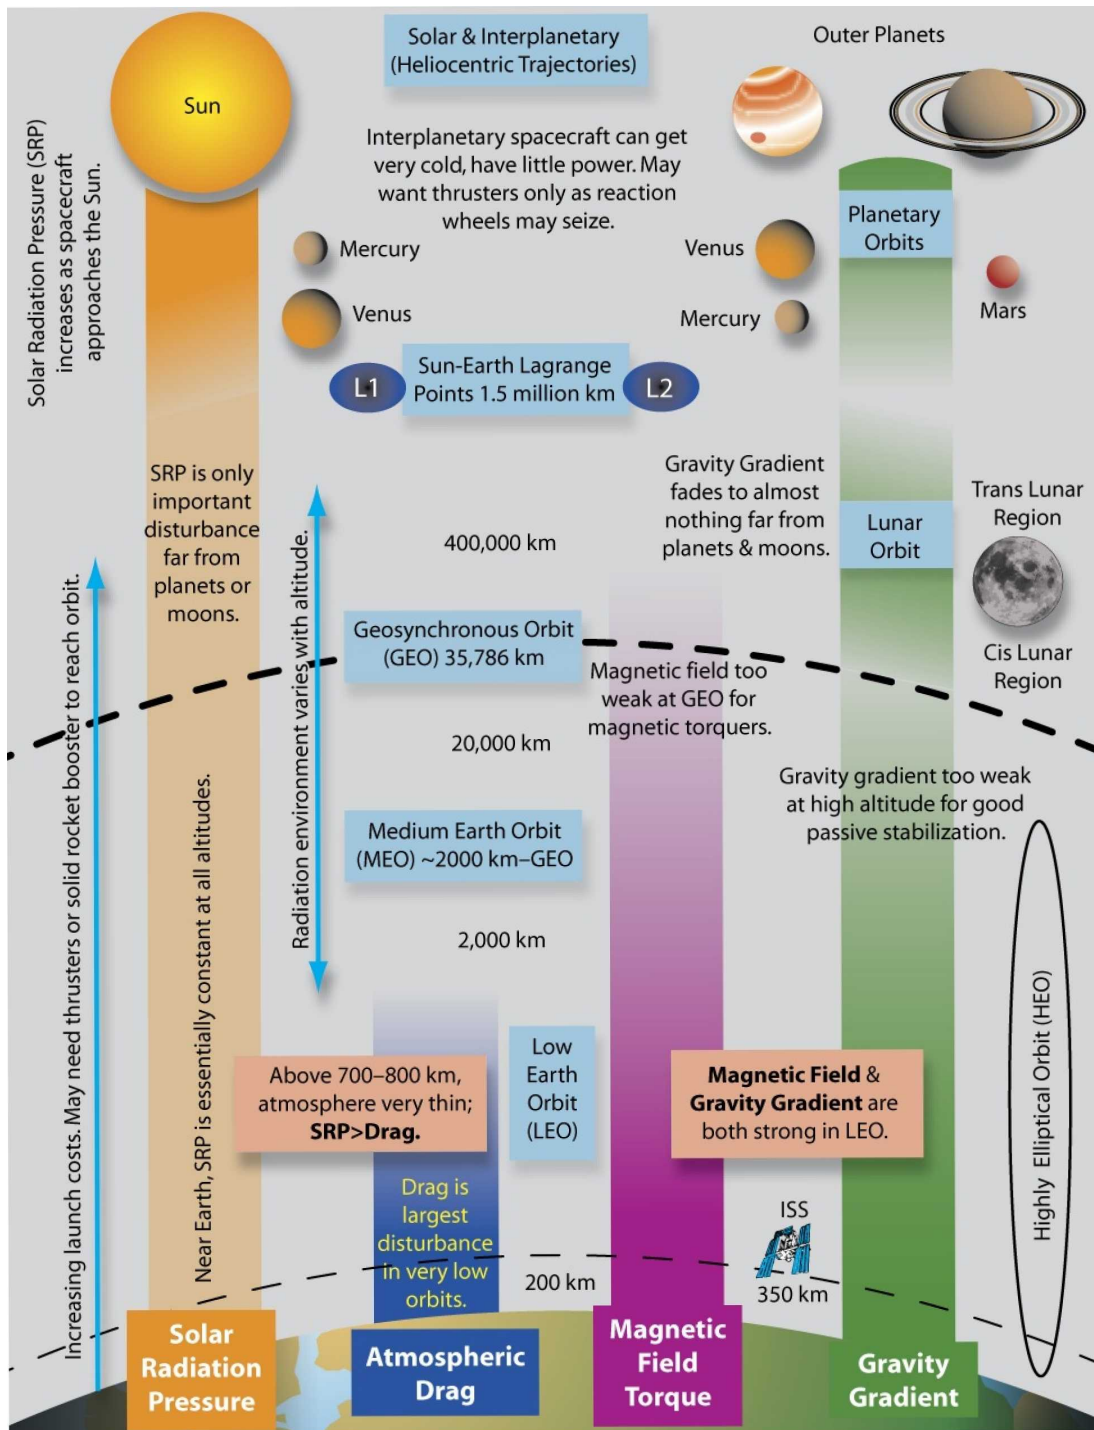 Solar & Interplanetary
(Heliocentric Trajectories)
Outer Planets
Sun
Interplanetary spacecraft can get
very cold, have little power. May
want thrusters only as reaction
wheels may seize.
Solar Radiation Pressure (SRP)
increases as spacecraft
approaches the Sun.
Mercury
Venus
Venus
Mercury
Planetary
Orbits
Mars
Sun-Earth Lagrange
Points 1.5 million km
L1
L2
SRP is only
important
disturbance
far from
planets or
moons.
Gravity Gradient
fades to almost
nothing far from
planets & moons.
Trans Lunar
Region
Lunar
Orbit
Cis Lunar
Region
400,000 km
Radiation environment varies with altitude.
Increasing launch costs. May need thrusters or solid rocket booster to reach orbit.
Geosynchronous Orbit
(GEO) 35,786 km
Magnetic field too
weak at GEO for
magnetic torquers.
20,000 km
Gravity gradient too weak
at high altitude for good
passive stabilization.
Medium Earth Orbit
(MEO) ~2000 km–GEO
Near Earth, SRP is essentially constant at all altitudes.
2,000 km
Highly Elliptical Orbit (HEO)
Low
Earth
Orbit
(LEO)
Above 700–800 km,
atmosphere very thin;
SRP>Drag.
Magnetic Field &
Gravity Gradient are
both strong in LEO.
Drag is
largest
disturbance
in very low
orbits.
ISS
200 km
350 km
Solar
Radiation
Pressure
Atmospheric
Drag
Magnetic
Field
Torque
Gravity
Gradient